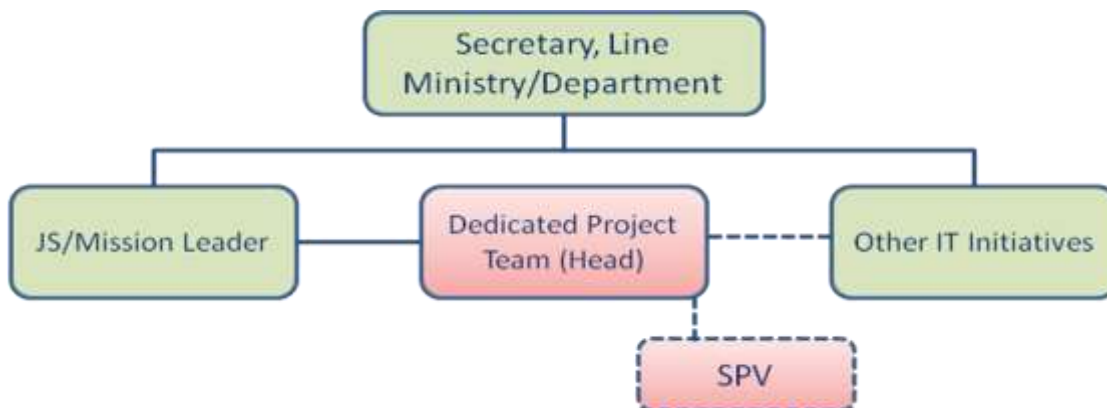 Secretary, Line
Ministry/Department
JS/Mission Leader
Dedicated Project
Team (Head)
Other IT Initiatives
SPV